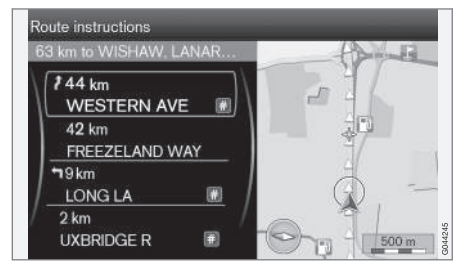 Route instructions
63 km to WISHAW, LANAR...
44 km
WESTERN AVE #
42 km
FREEZELAND WAY
9 km
LONG LA #
2 km
UXBRIDGE R #
500 m
G044245